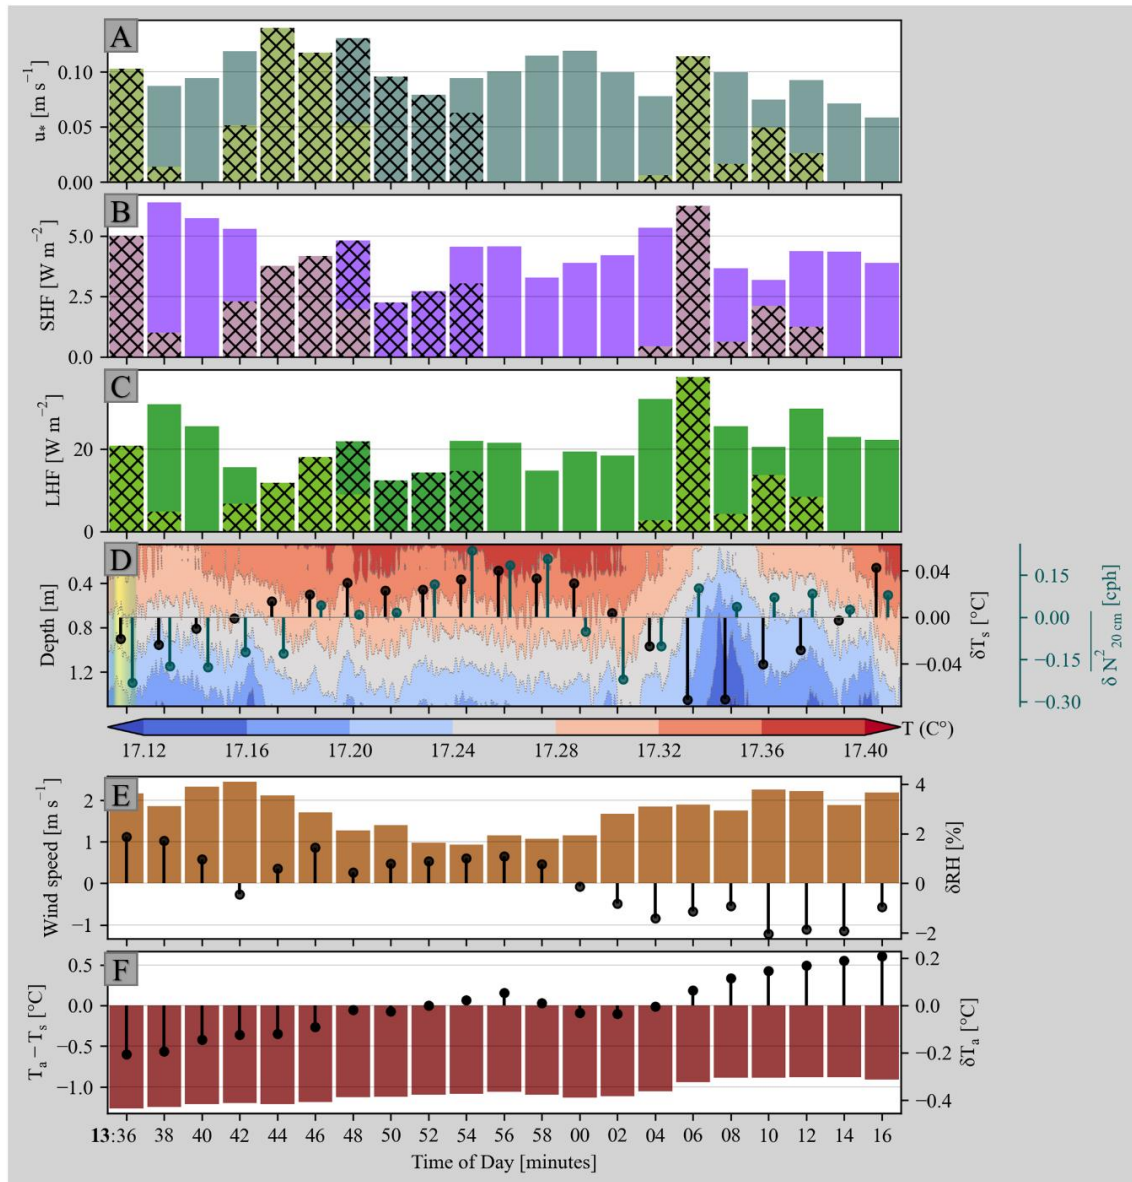 A
u* [m s−1]
0.10
0.05
0.00
B
SHF [W m−2]
5.0
2.5
0.0
C
LHF [W m−2]
20
0
D
Depth [m]
0.4
0.8
1.2
0.04
0.00
−0.04
δTs [°C]
0.15
0.00
−0.15
−0.30
δ N²20 cm [cph]
T (C°)
17.12 17.16 17.20 17.24 17.28 17.32 17.36 17.40
E
Wind speed [m s−1]
2
1
0
−1
4
2
0
−2
δRH [%]
F
Ta − Ts [°C]
0.5
0.0
−0.5
−1.0
0.2
0.0
−0.2
−0.4
δTa [°C]
13:36 38 40 42 44 46 48 50 52 54 56 58 00 02 04 06 08 10 12 14 16
Time of Day [minutes]